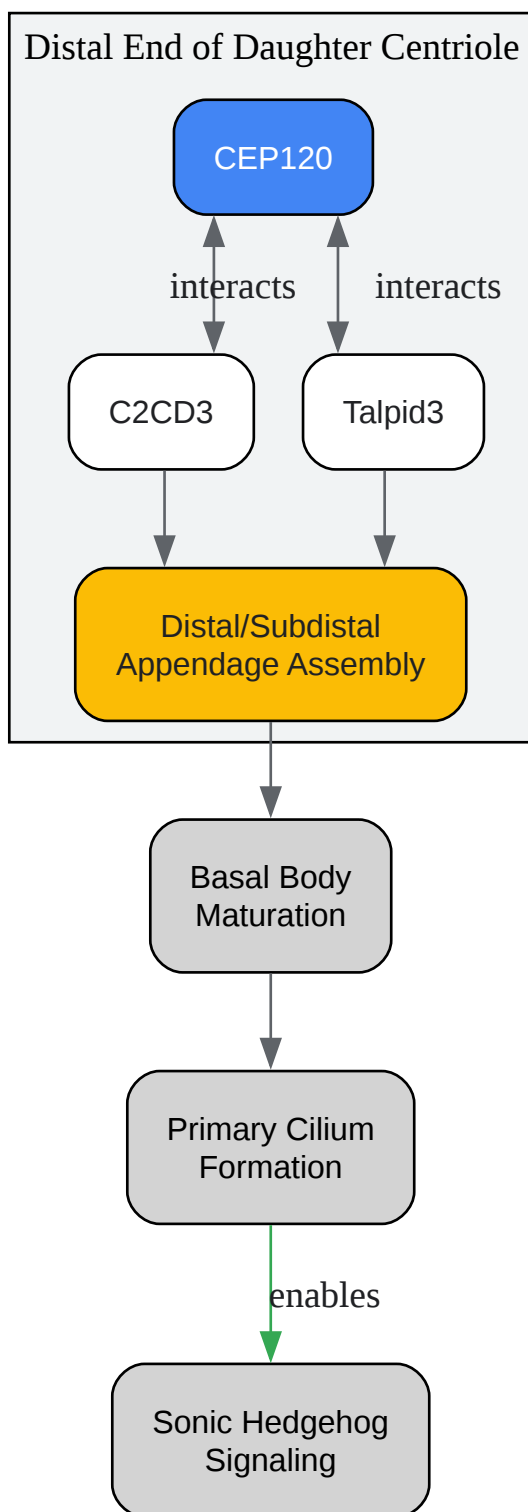 Distal End of Daughter Centriole
CEP120
interacts
interacts
C2CD3
Talpid3
Distal/Subdistal
Appendage Assembly
Basal Body
Maturation
Primary Cilium
Formation
enables
Sonic Hedgehog
Signaling